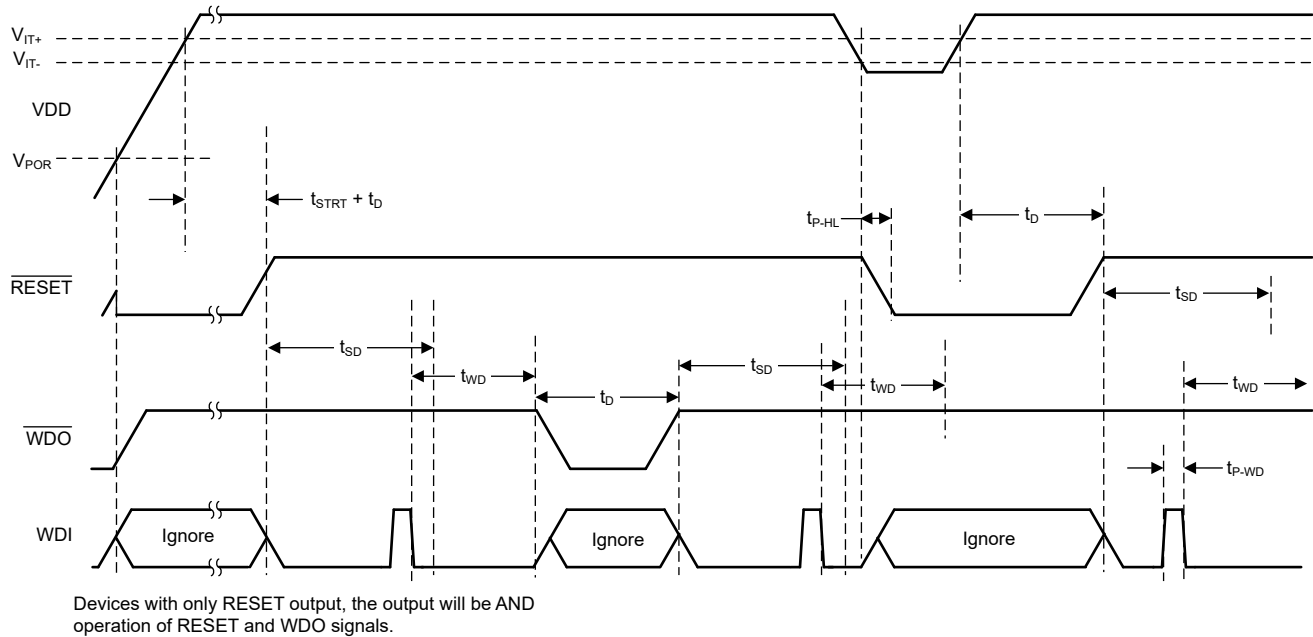 V_IT+
V_IT-
VDD
V_POR
t_STRT + t_D
t_P-HL
t_D
RESET
t_SD
t_SD
t_SD
t_WD
t_WD
t_WD
t_D
WDO
t_P-WD
WDI
Ignore
Ignore
Ignore
Devices with only RESET output, the output will be AND
operation of RESET and WDO signals.